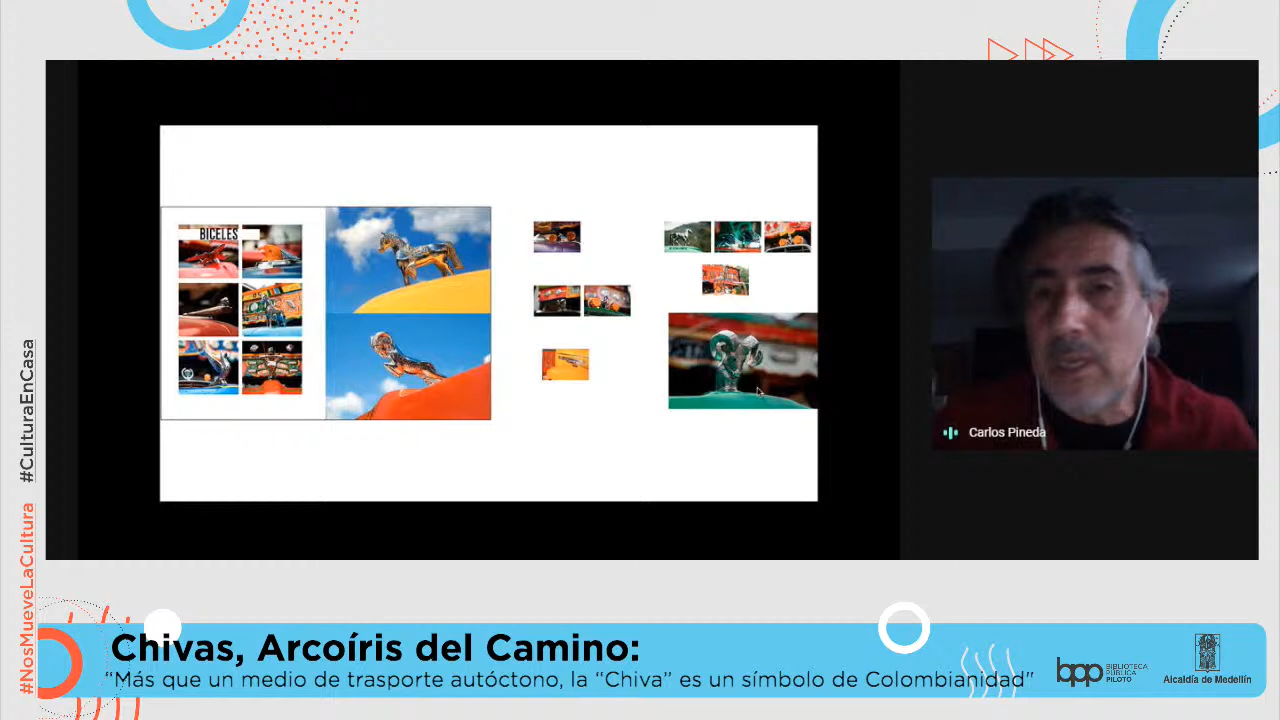 BICELES
Carlos Pineda
#NosMueveLaCultura #CulturaEnCasa
Chivas, Arcoíris del Camino:
“Más que un medio de trasporte autóctono, la “Chiva” es un símbolo de Colombianidad”
bpp
BIBLIOTECA
PÚBLICA
PILOTO
Alcaldía de Medellín